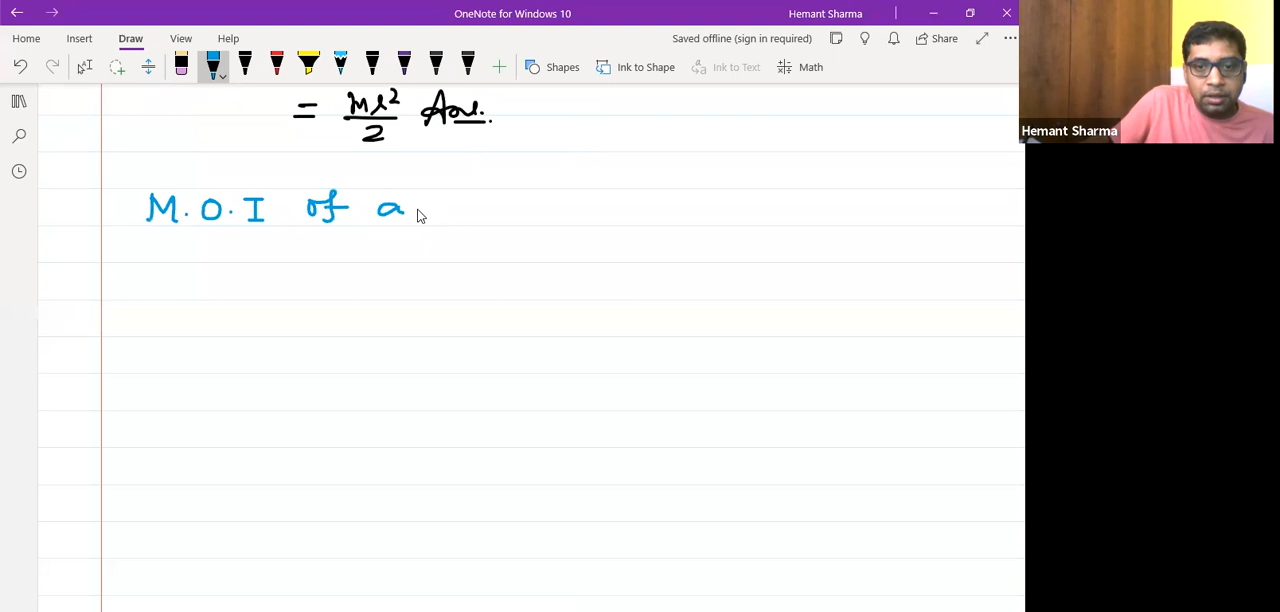 OneNote for Windows 10
Hemant Sharma
Home Insert Draw View Help
Saved offline (sign in required)
Share
Shapes
Ink to Shape
Ink to Text
Math
Hemant Sharma
= Ml²/2 Ans.
M.O.I of a